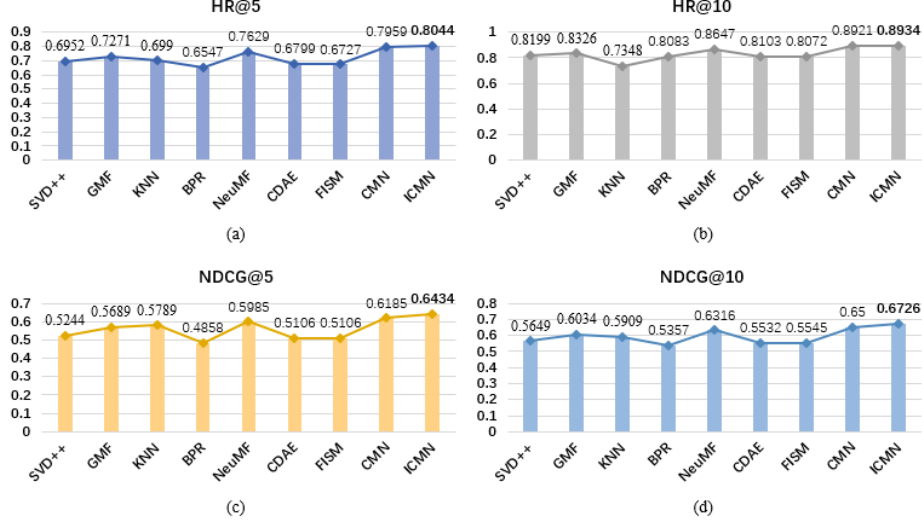 HR@5
0.9
0.8
0.7
0.6
0.5
0.4
0.3
0.2
0.1
0
0.6952 0.7271 0.699 0.6547 0.7629 0.6799 0.6727 0.7959 0.8044
SVD++ GMF KNN BPR NeuMF CDAE FISM CMN ICMN
(a)
HR@10
1
0.8
0.6
0.4
0.2
0
0.8199 0.8326 0.7348 0.8083 0.8647 0.8103 0.8072 0.8921 0.8934
SVD++ GMF KNN BPR NeuMF CDAE FISM CMN ICMN
(b)
NDCG@5
0.7
0.6
0.5
0.4
0.3
0.2
0.1
0
0.5244 0.5689 0.5789 0.4858 0.5985 0.5106 0.5106 0.6185 0.6434
SVD++ GMF KNN BPR NeuMF CDAE FISM CMN ICMN
(c)
NDCG@10
0.8
0.7
0.6
0.5
0.4
0.3
0.2
0.1
0
0.5649 0.6034 0.5909 0.5357 0.6316 0.5532 0.5545 0.65 0.6726
SVD++ GMF KNN BPR NeuMF CDAE FISM CMN ICMN
(d)